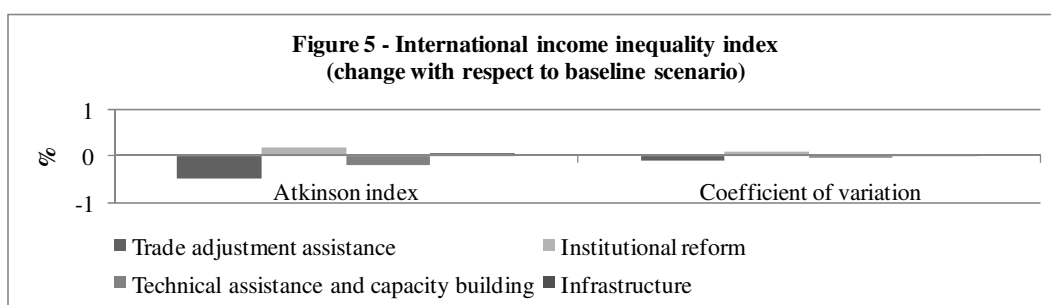 Figure 5 - International income inequality index
(change with respect to baseline scenario)
1
0
-1
%
Atkinson index
Coefficient of variation
Trade adjustment assistance
Institutional reform
Technical assistance and capacity building
Infrastructure